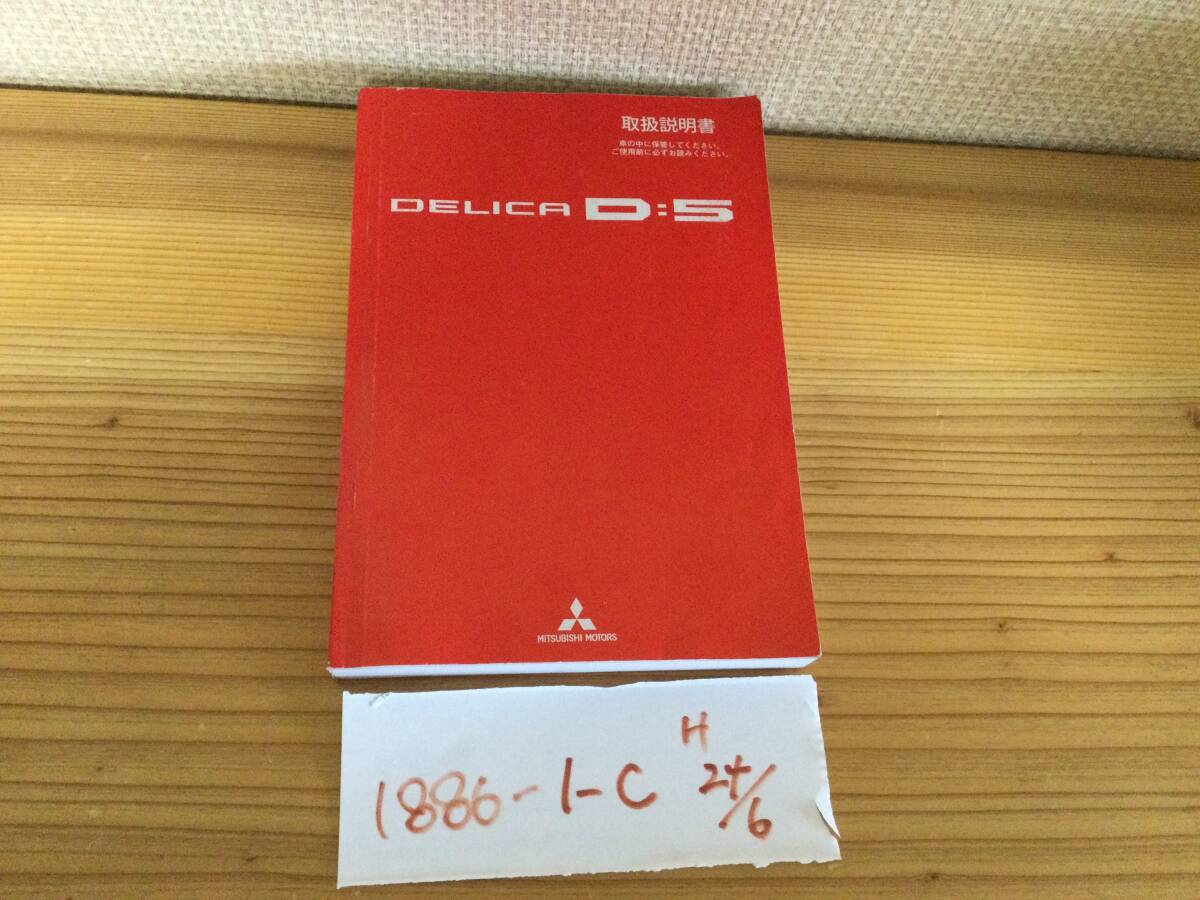 取扱説明書
車の中に保管してください。
ご使用前に必ずお読みください。
DELICA D:5
MITSUBISHI MOTORS
H
1886-1-C 24/6